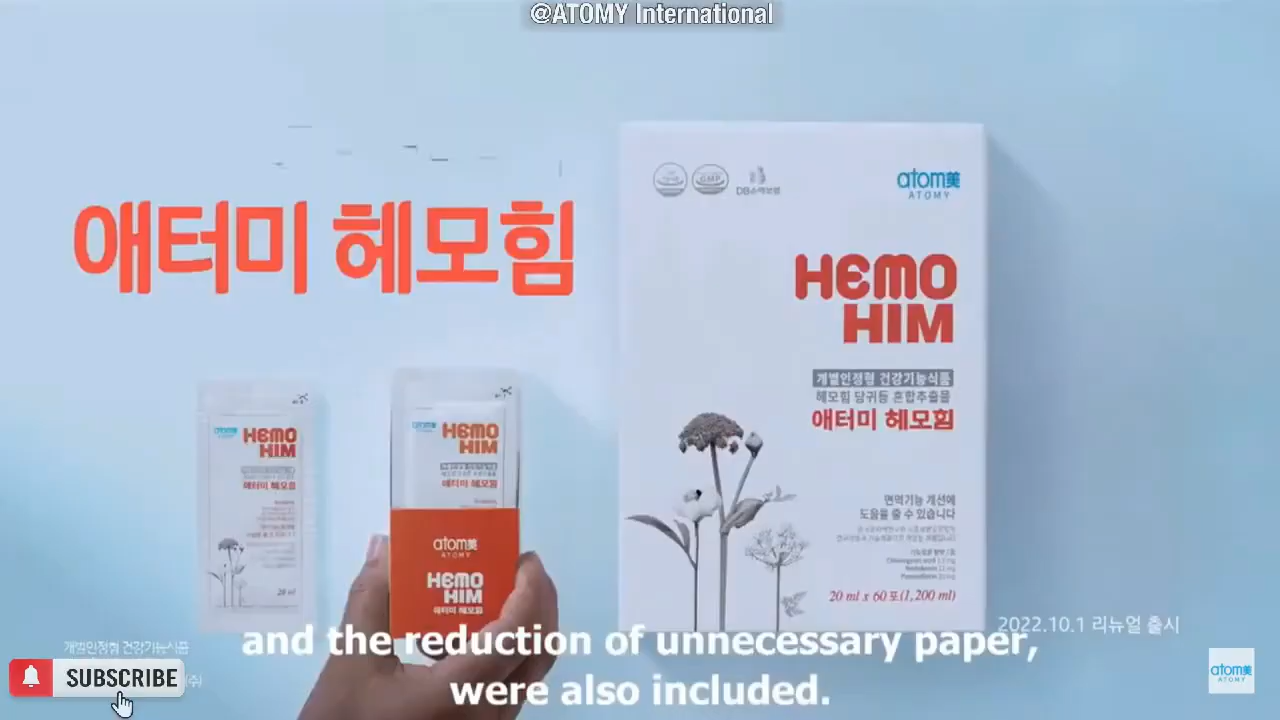 @ATOMY International
애터미 헤모힘
GMP
atom美
ATOMY
HEMO
HIM
개별인정형 건강기능식품
헤모힘 당귀등 혼합추출물
애터미 헤모힘
면역기능 개선에
도움을 줄 수 있습니다
20 ml x 60포(1,200 ml)
HEMO
HIM
애터미 헤모힘
20 ml
HEMO
HIM
애터미 헤모힘
atom美
ATOMY
HEMO
HIM
애터미 헤모힘
2022.10.1 리뉴얼 출시
개별인정형 건강기능식품
and the reduction of unnecessary paper,
were also included.
SUBSCRIBE
atom美
ATOMY